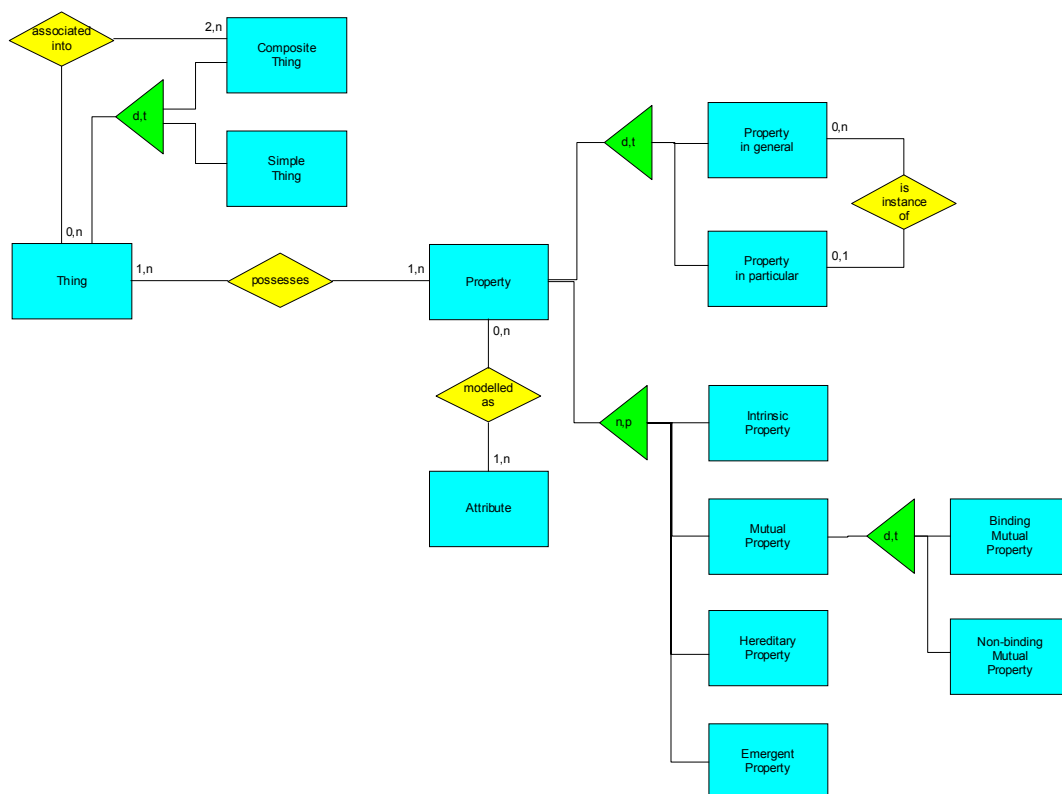 associated
into
2,n
Composite
Thing
d,t
Simple
Thing
0,n
Thing
1,n
possesses
1,n
Property
0,n
modelled
as
1,n
Attribute
d,t
Property
in general
0,n
is
instance
of
Property
in particular
0,1
n,p
Intrinsic
Property
Mutual
Property
d,t
Binding
Mutual
Property
Non-binding
Mutual
Property
Hereditary
Property
Emergent
Property